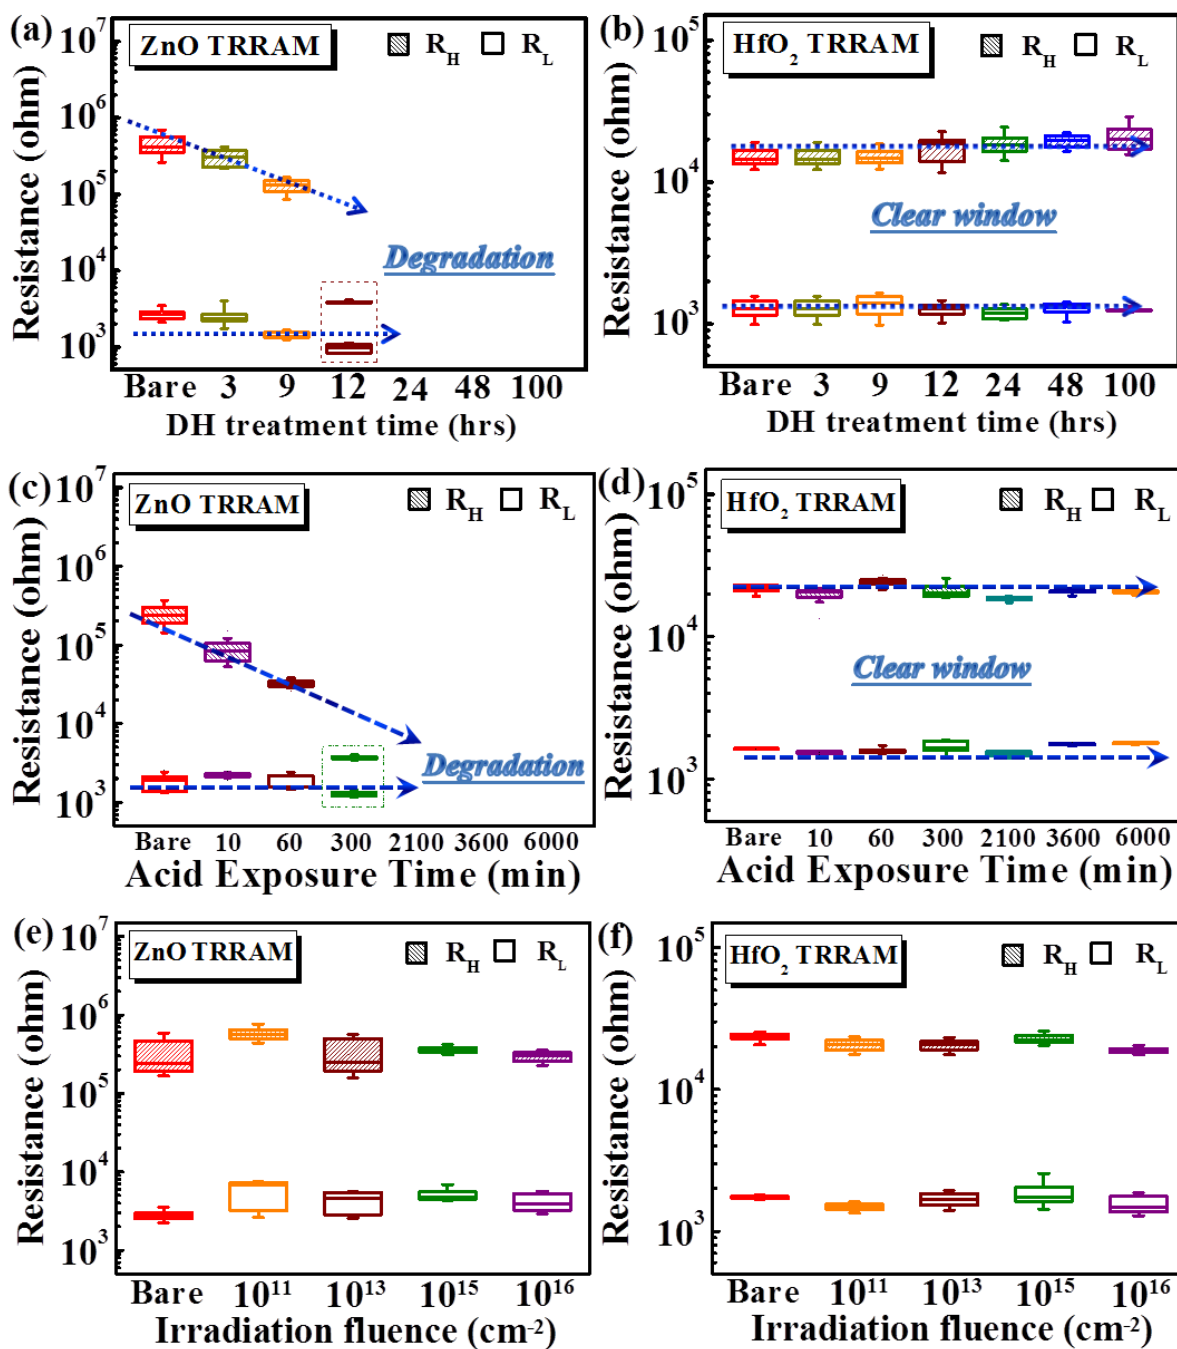 (a)
ZnO TRRAM
R_H R_L
10^7
10^6
10^5
10^4
10^3
Resistance (ohm)
Degradation
Bare 3 9 12 24 48 100
DH treatment time (hrs)
(b)
HfO_2 TRRAM
R_H R_L
10^5
10^4
10^3
Resistance (ohm)
Clear window
Bare 3 9 12 24 48 100
DH treatment time (hrs)
(c)
ZnO TRRAM
R_H R_L
10^7
10^6
10^5
10^4
10^3
Resistance (ohm)
Degradation
Bare 10 60 300 2100 3600 6000
Acid Exposure Time (min)
(d)
HfO_2 TRRAM
R_H R_L
10^5
10^4
10^3
Resistance (ohm)
Clear window
Bare 10 60 300 2100 3600 6000
Acid Exposure Time (min)
(e)
ZnO TRRAM
R_H R_L
10^7
10^6
10^5
10^4
10^3
Resistance (ohm)
Bare 10^11 10^13 10^15 10^16
Irradiation fluence (cm^-2)
(f)
HfO_2 TRRAM
R_H R_L
10^5
10^4
10^3
Resistance (ohm)
Bare 10^11 10^13 10^15 10^16
Irradiation fluence (cm^-2)